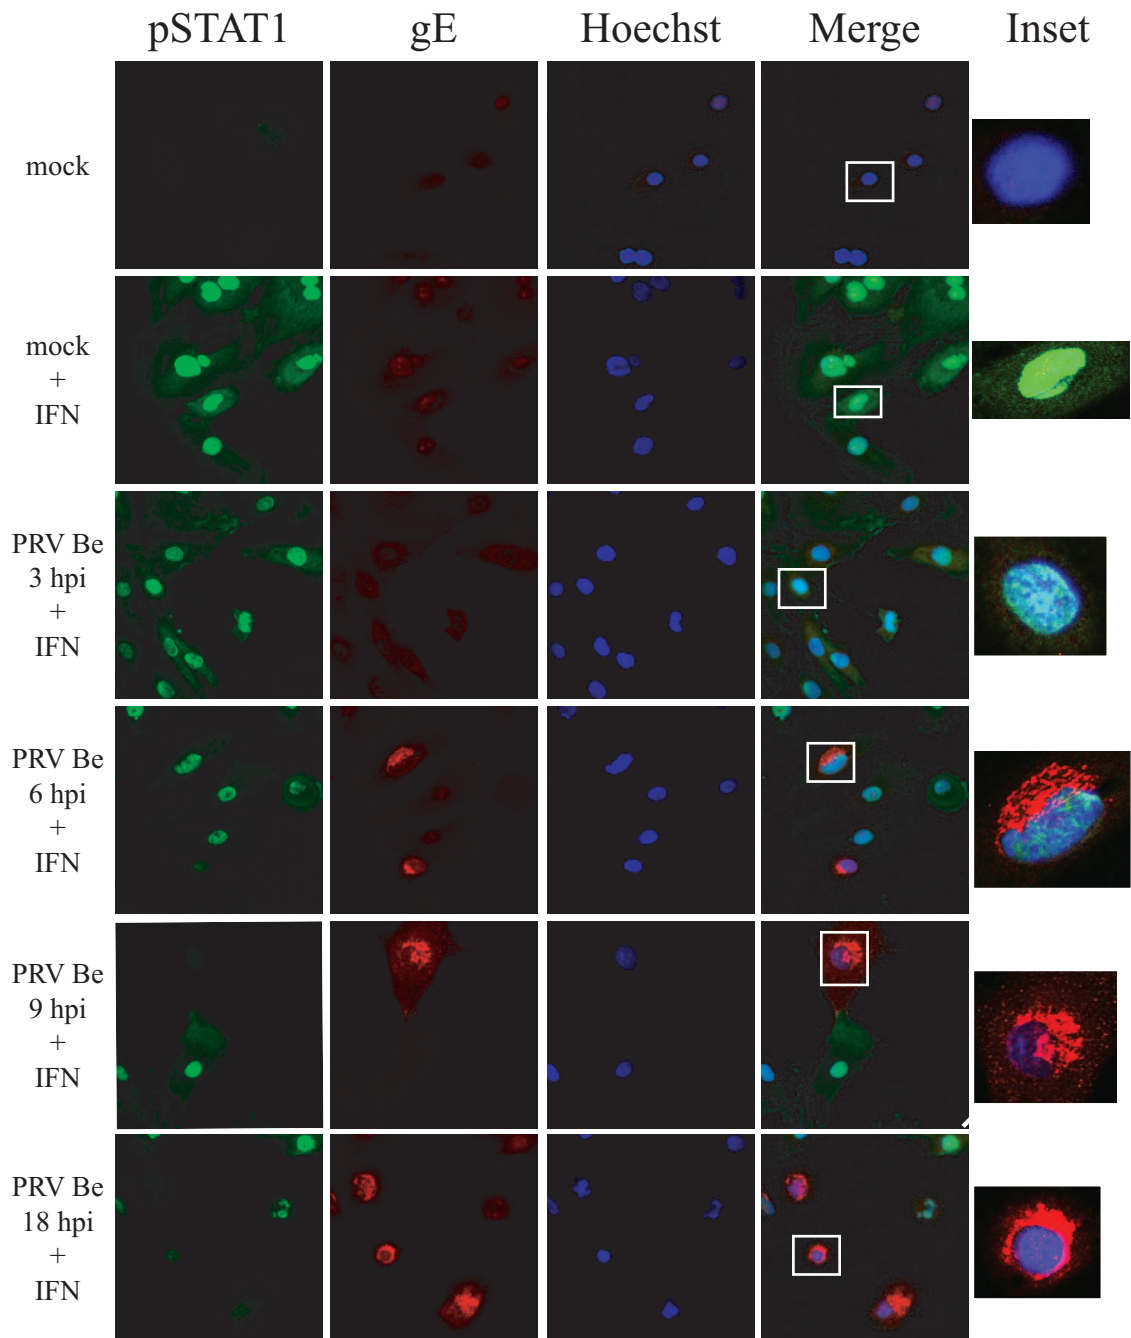 pSTAT1 gE Hoechst Merge Inset
mock
mock
+
IFN
PRV Be
3 hpi
+
IFN
PRV Be
6 hpi
+
IFN
PRV Be
9 hpi
+
IFN
PRV Be
18 hpi
+
IFN